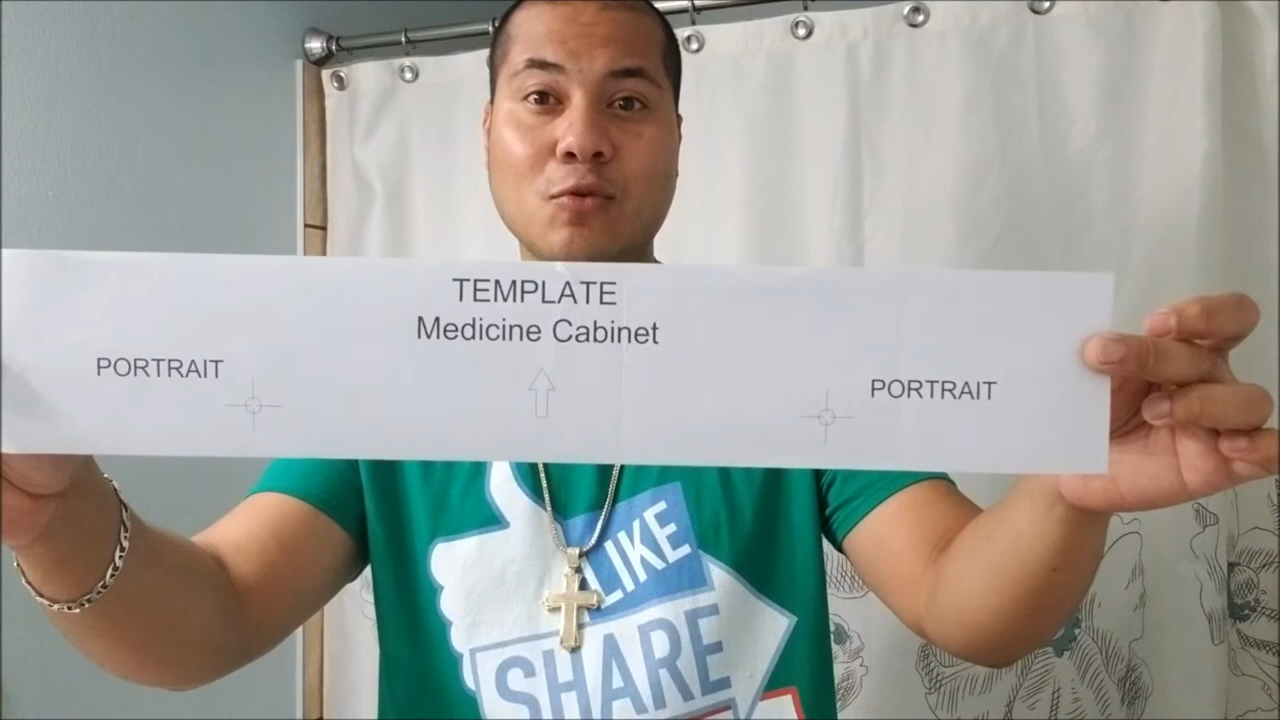 TEMPLATE
Medicine Cabinet
PORTRAIT
PORTRAIT
LIKE
SHARE